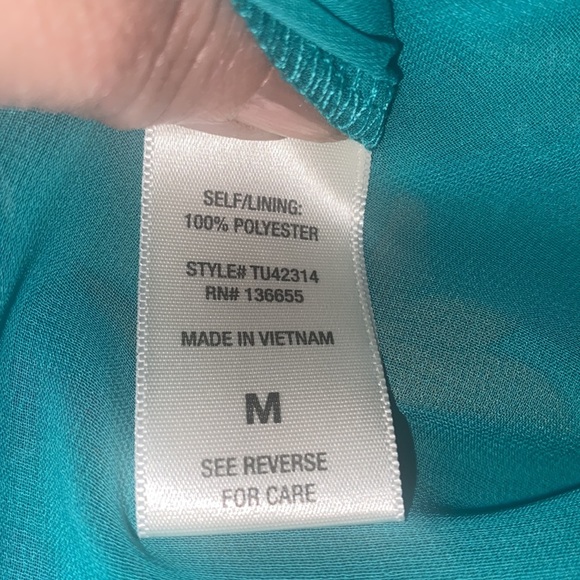 SELF/LINING:
100% POLYESTER
STYLE# TU42314
RN# 136655
MADE IN VIETNAM
M
SEE REVERSE
FOR CARE